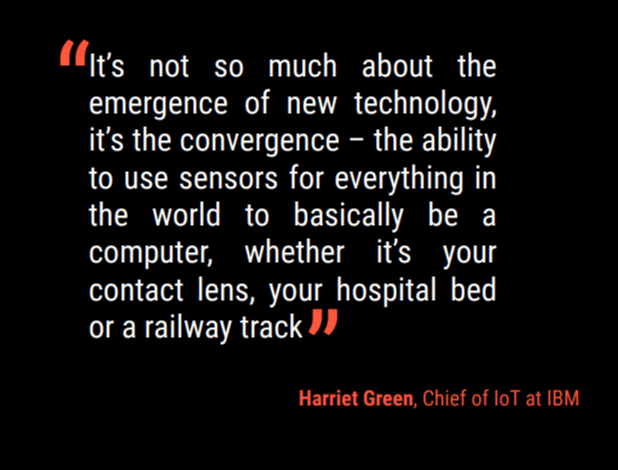 “It’s not so much about the
emergence of new technology,
it’s the convergence – the ability
to use sensors for everything in
the world to basically be a
computer, whether it’s your
contact lens, your hospital bed
or a railway track”
Harriet Green, Chief of IoT at IBM